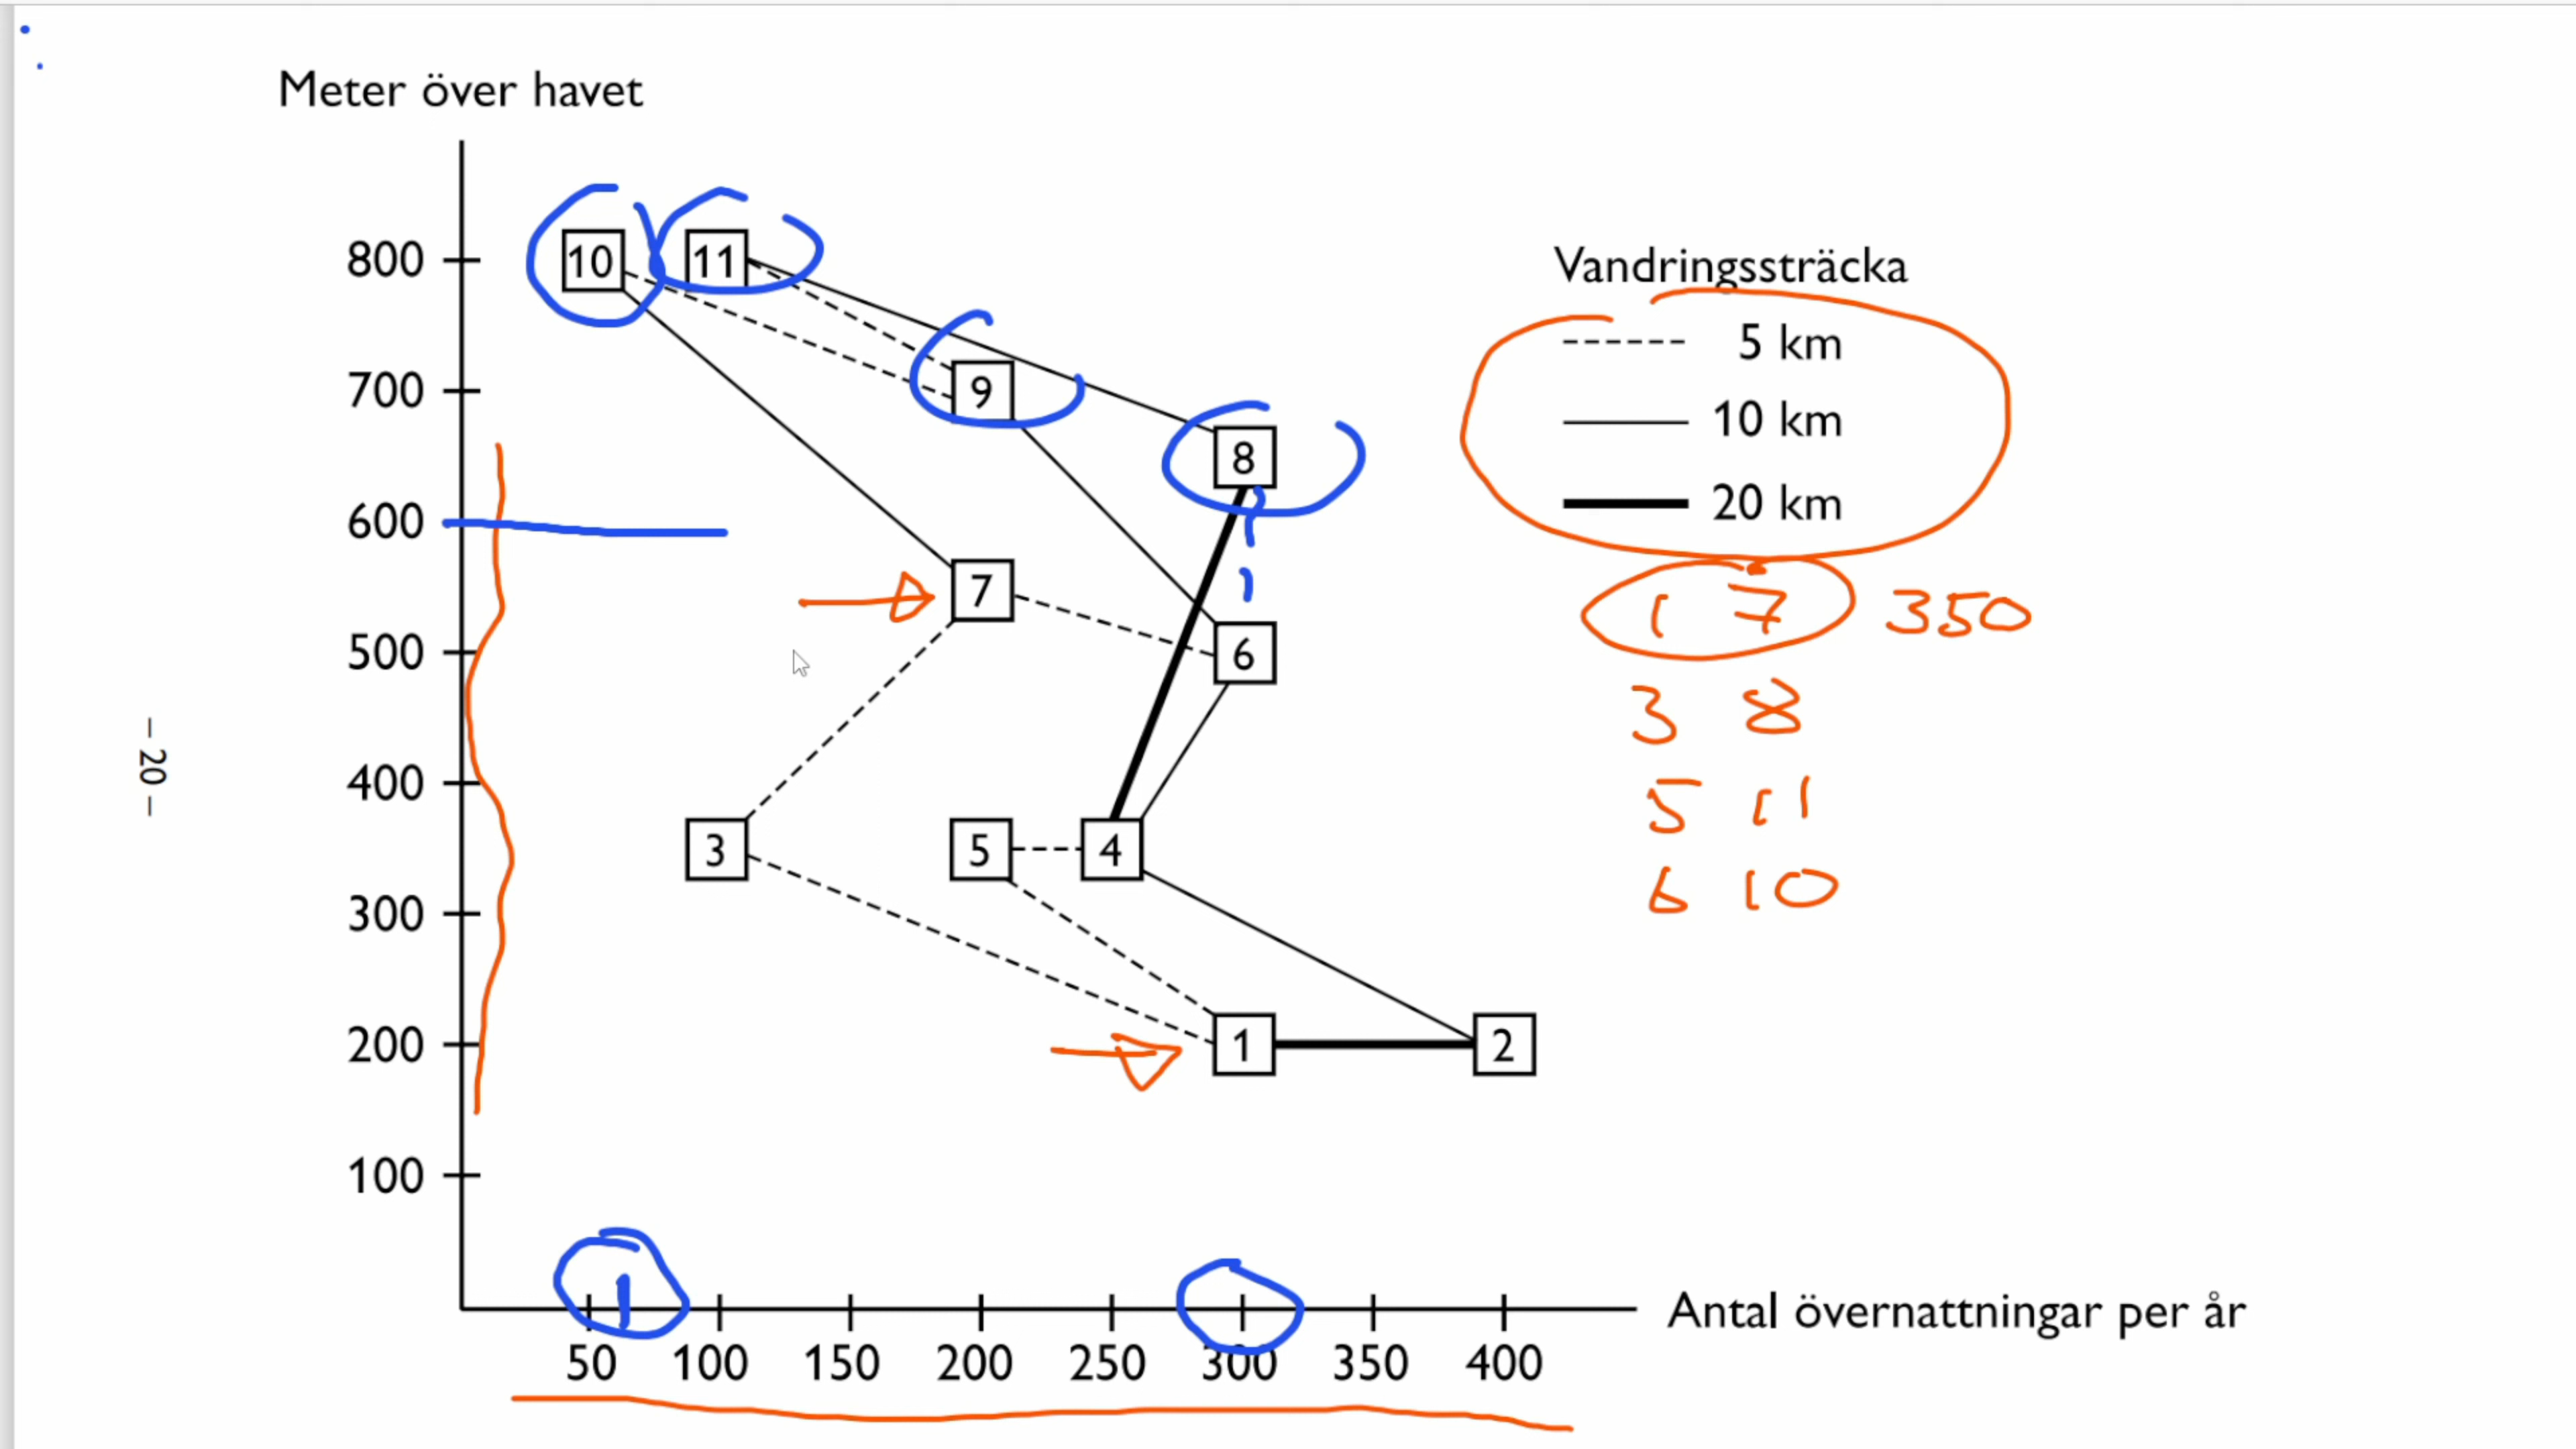 Meter över havet
800
700
600
500
400
300
200
100
10
11
9
8
7
6
3
5
4
1
2
Vandringssträcka
5 km
10 km
20 km
1 7 350
3 8
5 11
6 10
– 20 –
1
50 100 150 200 250 300 350 400
Antal övernattningar per år